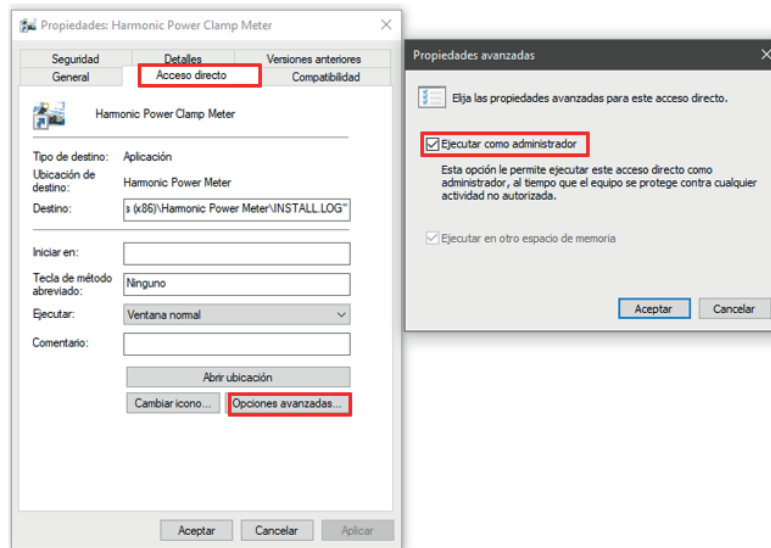 Propiedades: Harmonic Power Clamp Meter
Seguridad Detalles Versiones anteriores
General Acceso directo Compatibilidad
Harmonic Power Clamp Meter
Tipo de destino: Aplicación
Ubicación de destino: Harmonic Power Meter
Destino: s (x86)\Harmonic Power Meter\INSTALL.LOG"
Iniciar en:
Tecla de método abreviado: Ninguno
Ejecutar: Ventana normal
Comentario:
Abrir ubicación
Cambiar icono... Opciones avanzadas...
Aceptar Cancelar Aplicar
Propiedades avanzadas
Elija las propiedades avanzadas para este acceso directo.
Ejecutar como administrador
Esta opción le permite ejecutar este acceso directo como
administrador, al tiempo que el equipo se protege contra cualquier
actividad no autorizada.
Ejecutar en otro espacio de memoria
Aceptar Cancelar